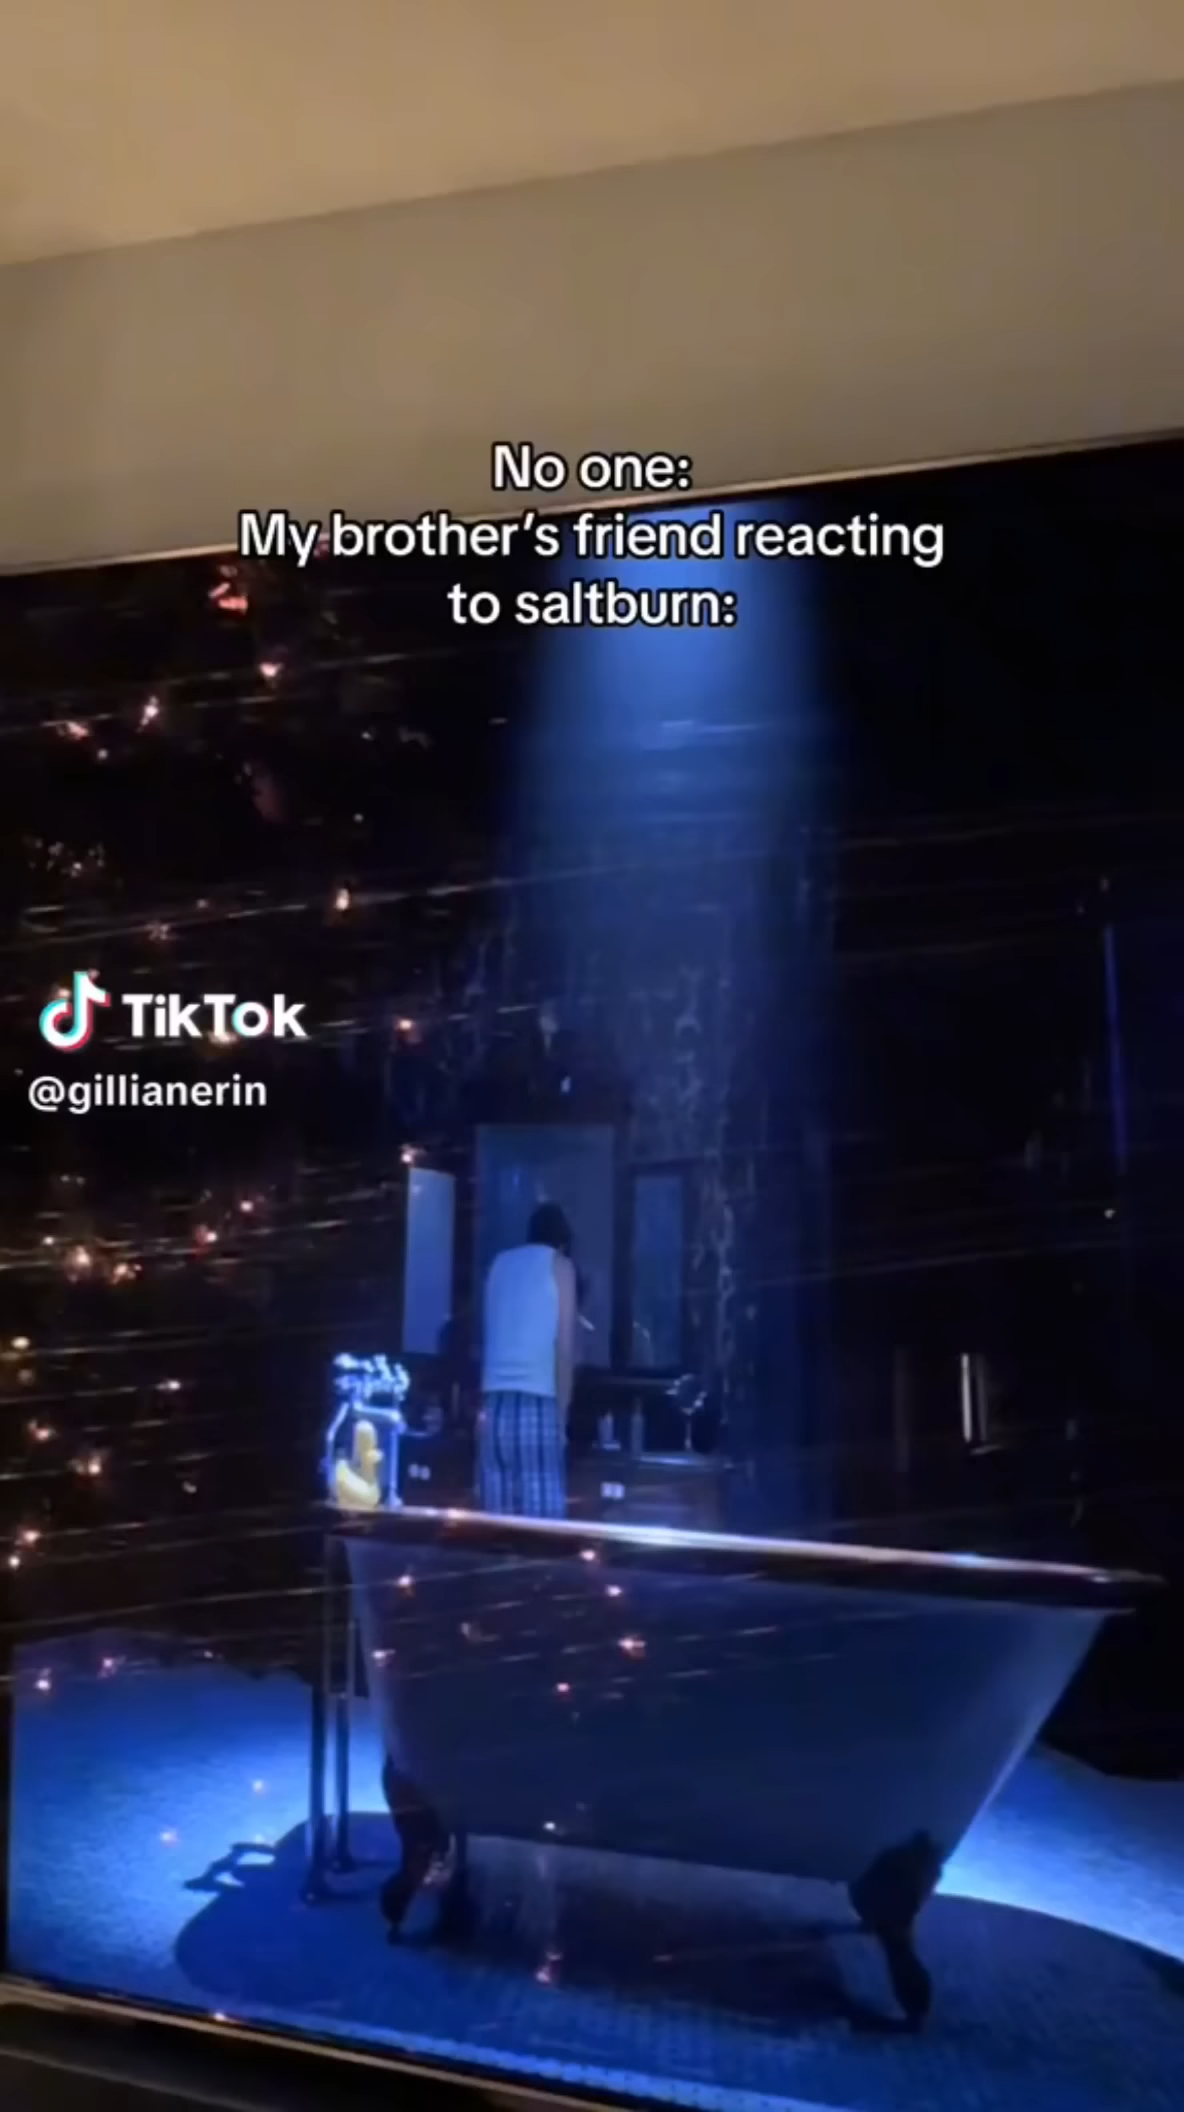 No one:
My brother's friend reacting
to saltburn:
TikTok
@gillianerin